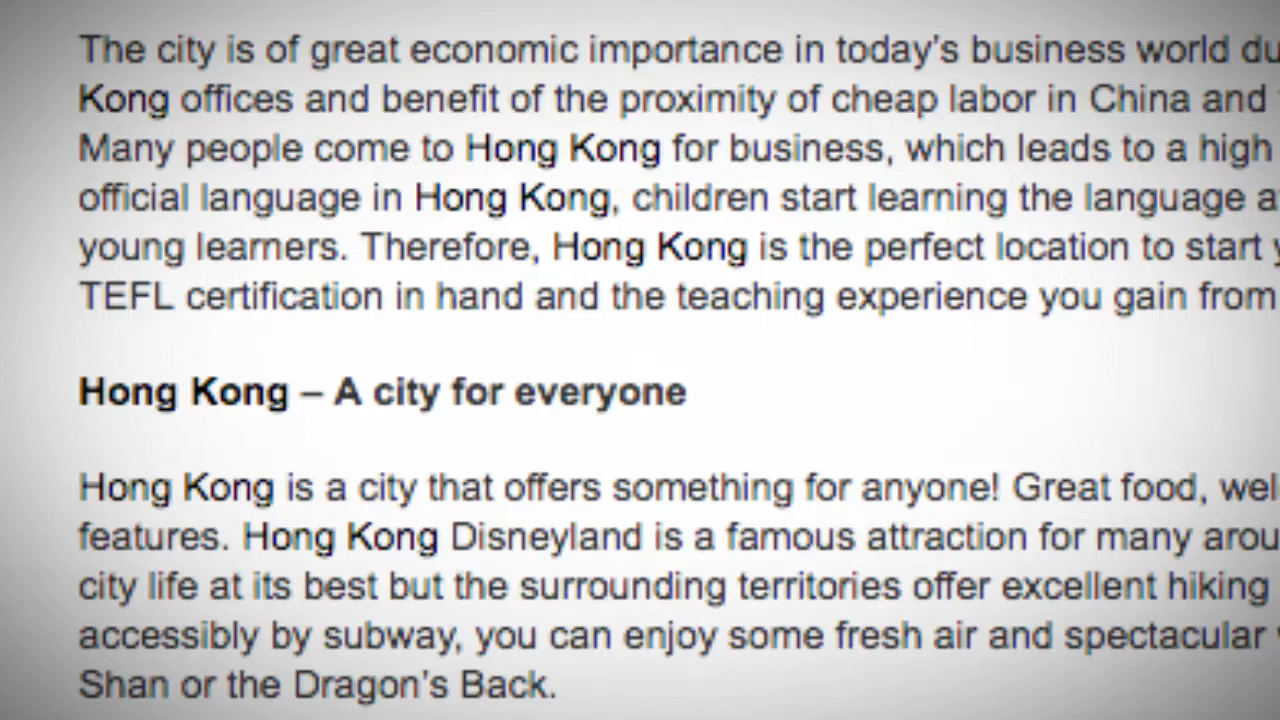 The city is of great economic importance in today's business world
Kong offices and benefit of the proximity of cheap labor in China and
Many people come to Hong Kong for business, which leads to a high
official language in Hong Kong, children start learning the language
young learners. Therefore, Hong Kong is the perfect location to start
TEFL certification in hand and the teaching experience you gain from
Hong Kong – A city for everyone
Hong Kong is a city that offers something for anyone! Great food,
features. Hong Kong Disneyland is a famous attraction for many
city life at its best but the surrounding territories offer excellent hiking
accessibly by subway, you can enjoy some fresh air and spectacular
Shan or the Dragon's Back.